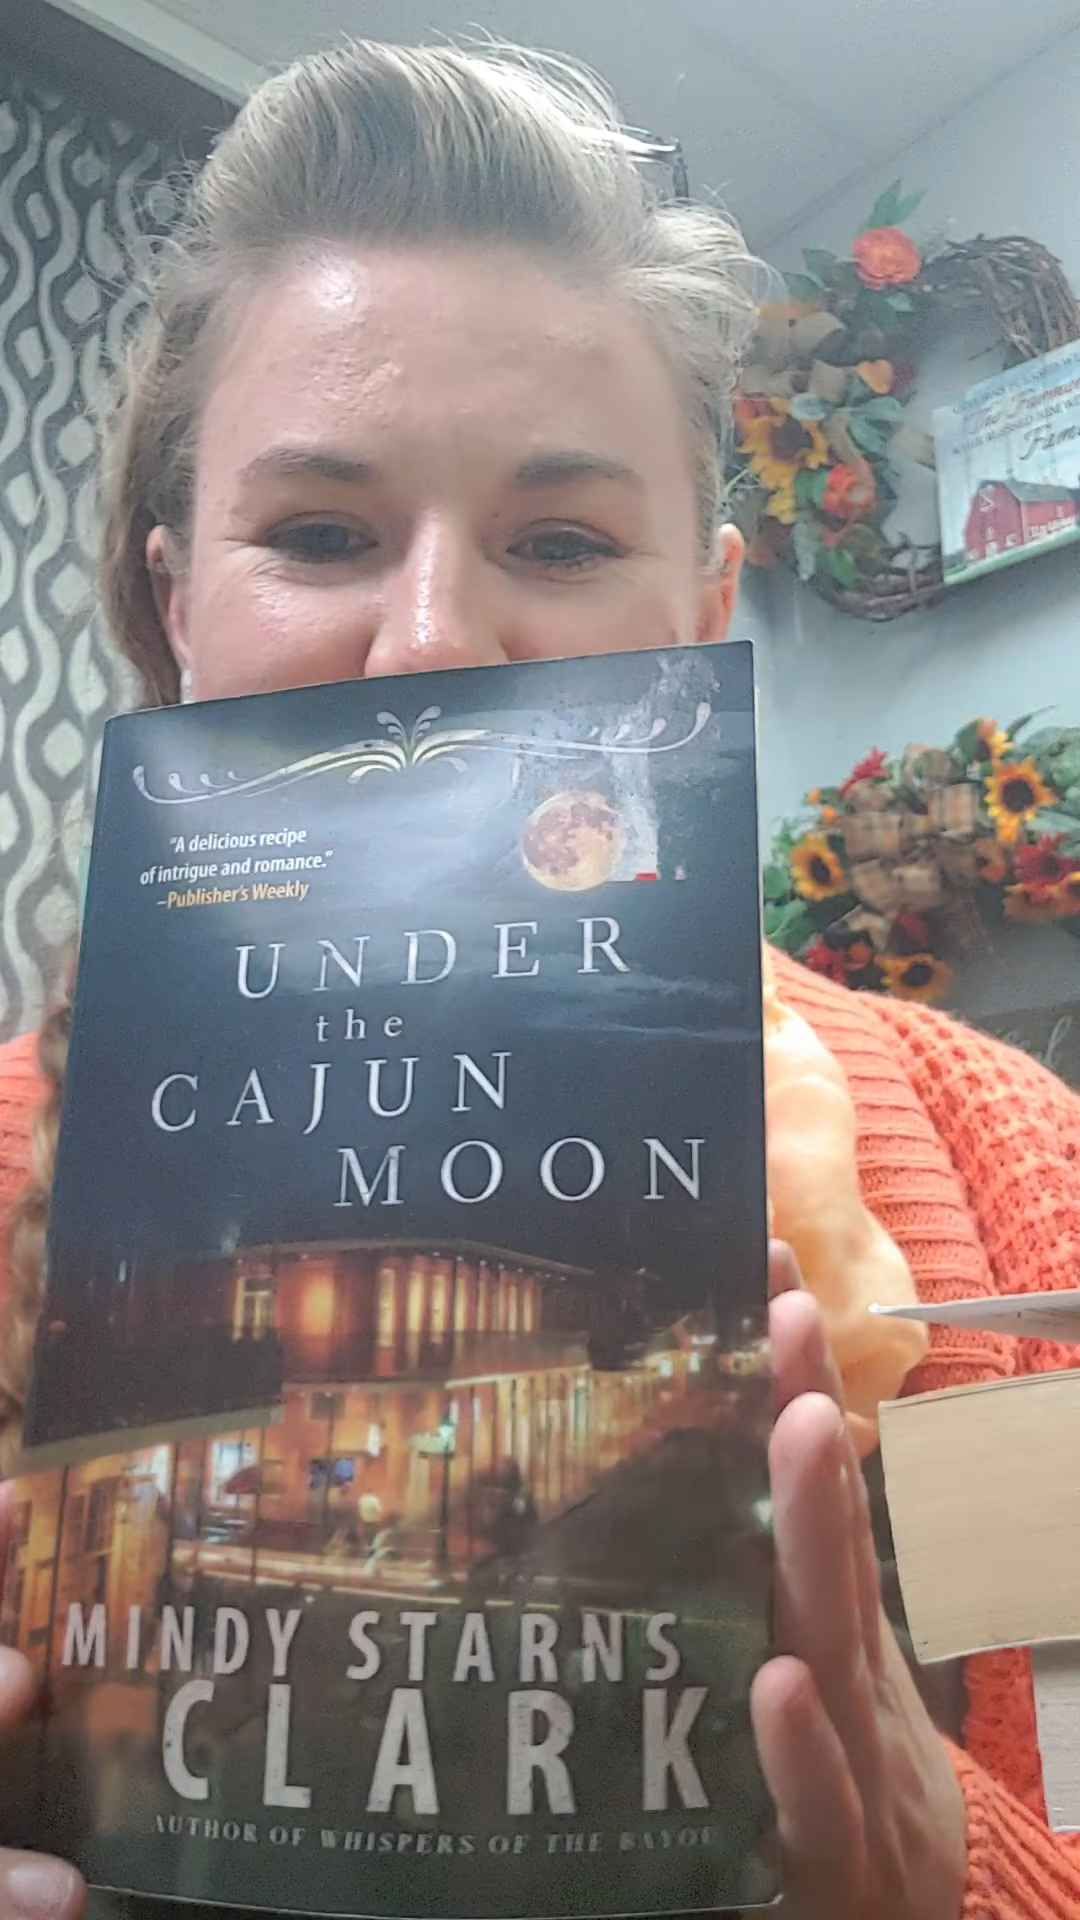 "A delicious recipe
of intrigue and romance."
–Publisher's Weekly
UNDER
the
CAJUN
MOON
MINDY STARNS
CLARK
AUTHOR OF WHISPERS OF THE BAYOU